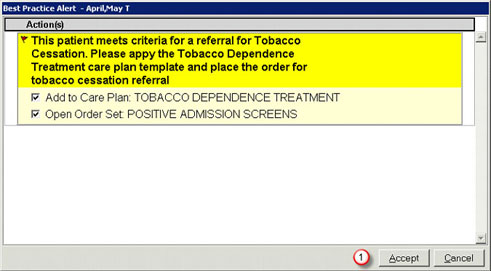 Best Practice Alert - April,May T
Action(s)
This patient meets criteria for a referral for Tobacco
Cessation. Please appy the Tobacco Dependence
Treatment care plan template and place the order for
tobacco cessation referral
Add to Care Plan: TOBACCO DEPENDENCE TREATMENT
Open Order Set: POSITIVE ADMISSION SCREENS
1 Accept Cancel